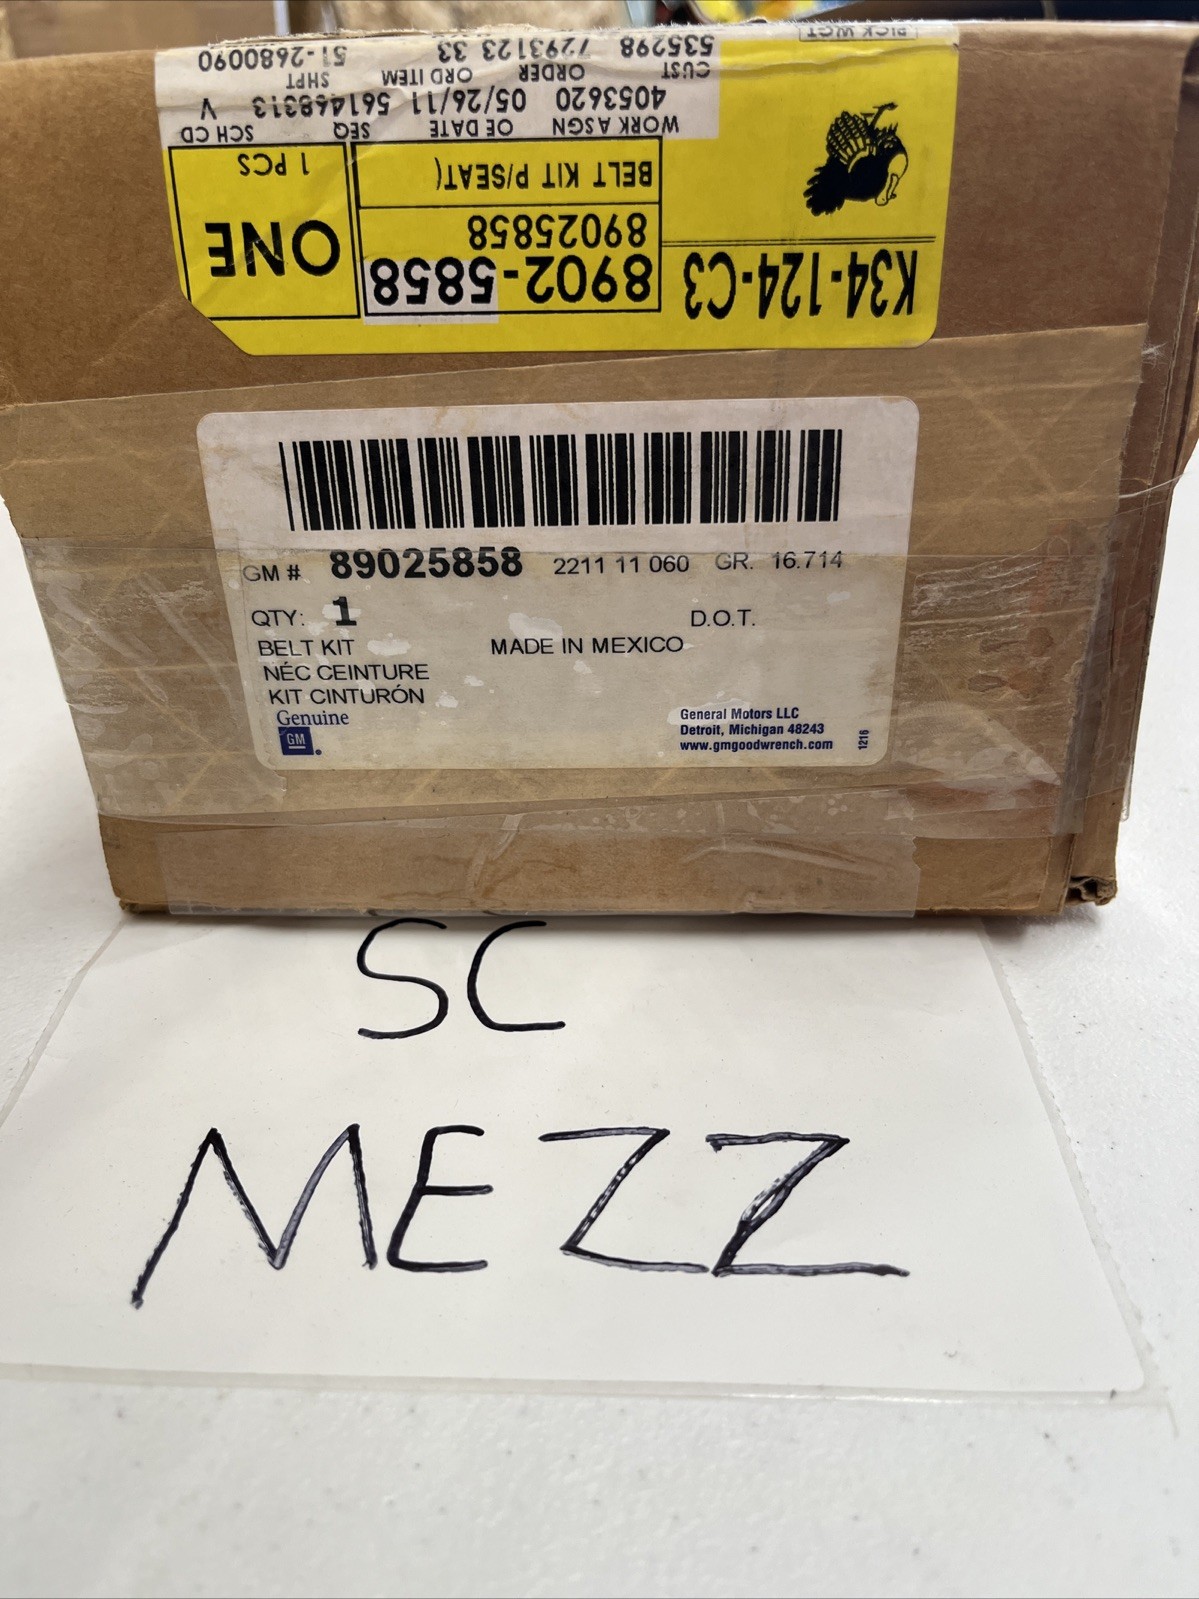 K34-124-C3
8902-5858
89025858
BELT KIT P/SEAT(
ONE
1 PCS
WORK ASGN OE DATE SEQ SCH CD
4053620 05/26/11 561468313 V
CUST ORDER ORD ITEM SHPT
535298 7293123 33 51-2680090
PICK WGT
GM # 89025858 2211 11 060 GR. 16.714
QTY: 1 D.O.T.
BELT KIT MADE IN MEXICO
NÉC CEINTURE
KIT CINTURÓN
Genuine
GM
General Motors LLC
Detroit, Michigan 48243
www.gmgoodwrench.com
1216
SC
MEZZ